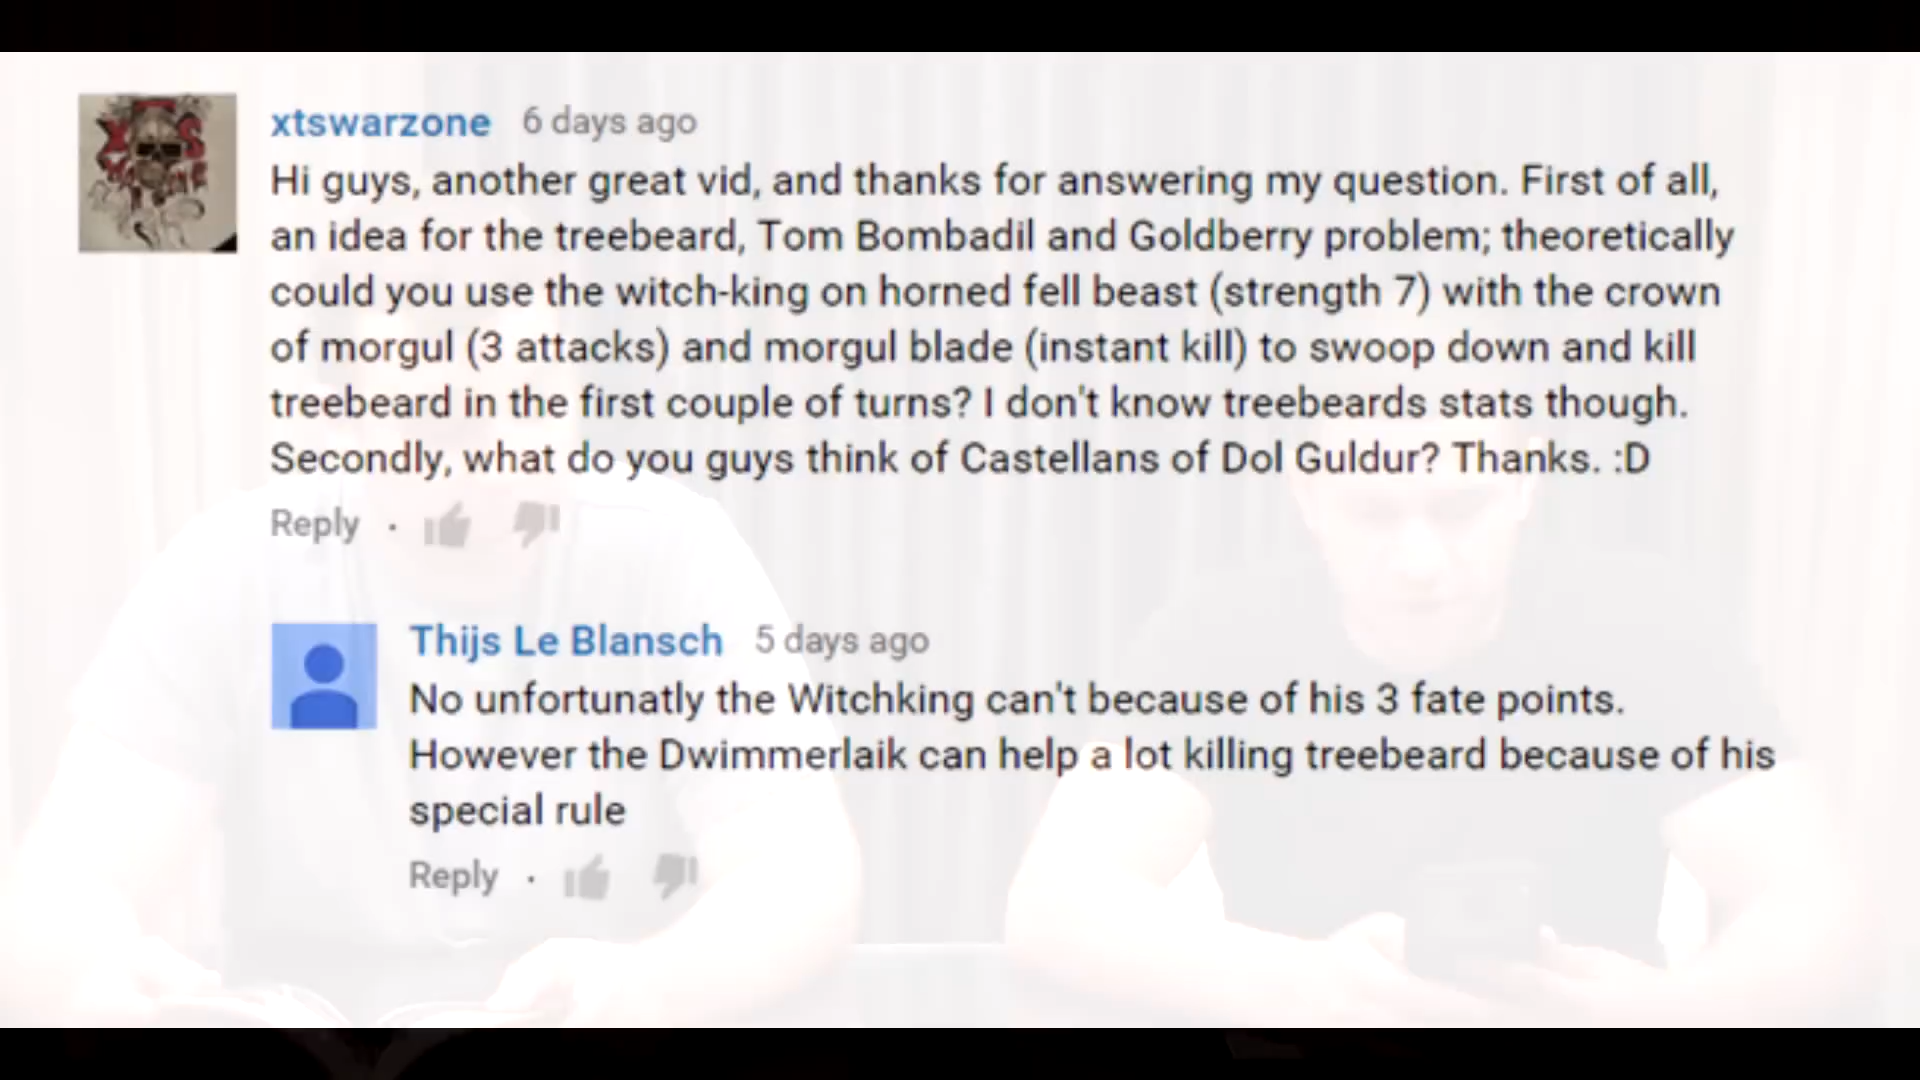 xtswarzone 6 days ago
Hi guys, another great vid, and thanks for answering my question. First of all,
an idea for the treebeard, Tom Bombadil and Goldberry problem; theoretically
could you use the witch-king on horned fell beast (strength 7) with the crown
of morgul (3 attacks) and morgul blade (instant kill) to swoop down and kill
treebeard in the first couple of turns? I don't know treebeards stats though.
Secondly, what do you guys think of Castellans of Dol Guldur? Thanks. :D
Reply ·
Thijs Le Blansch 5 days ago
No unfortunatly the Witchking can't because of his 3 fate points.
However the Dwimmerlaik can help a lot killing treebeard because of his
special rule
Reply ·